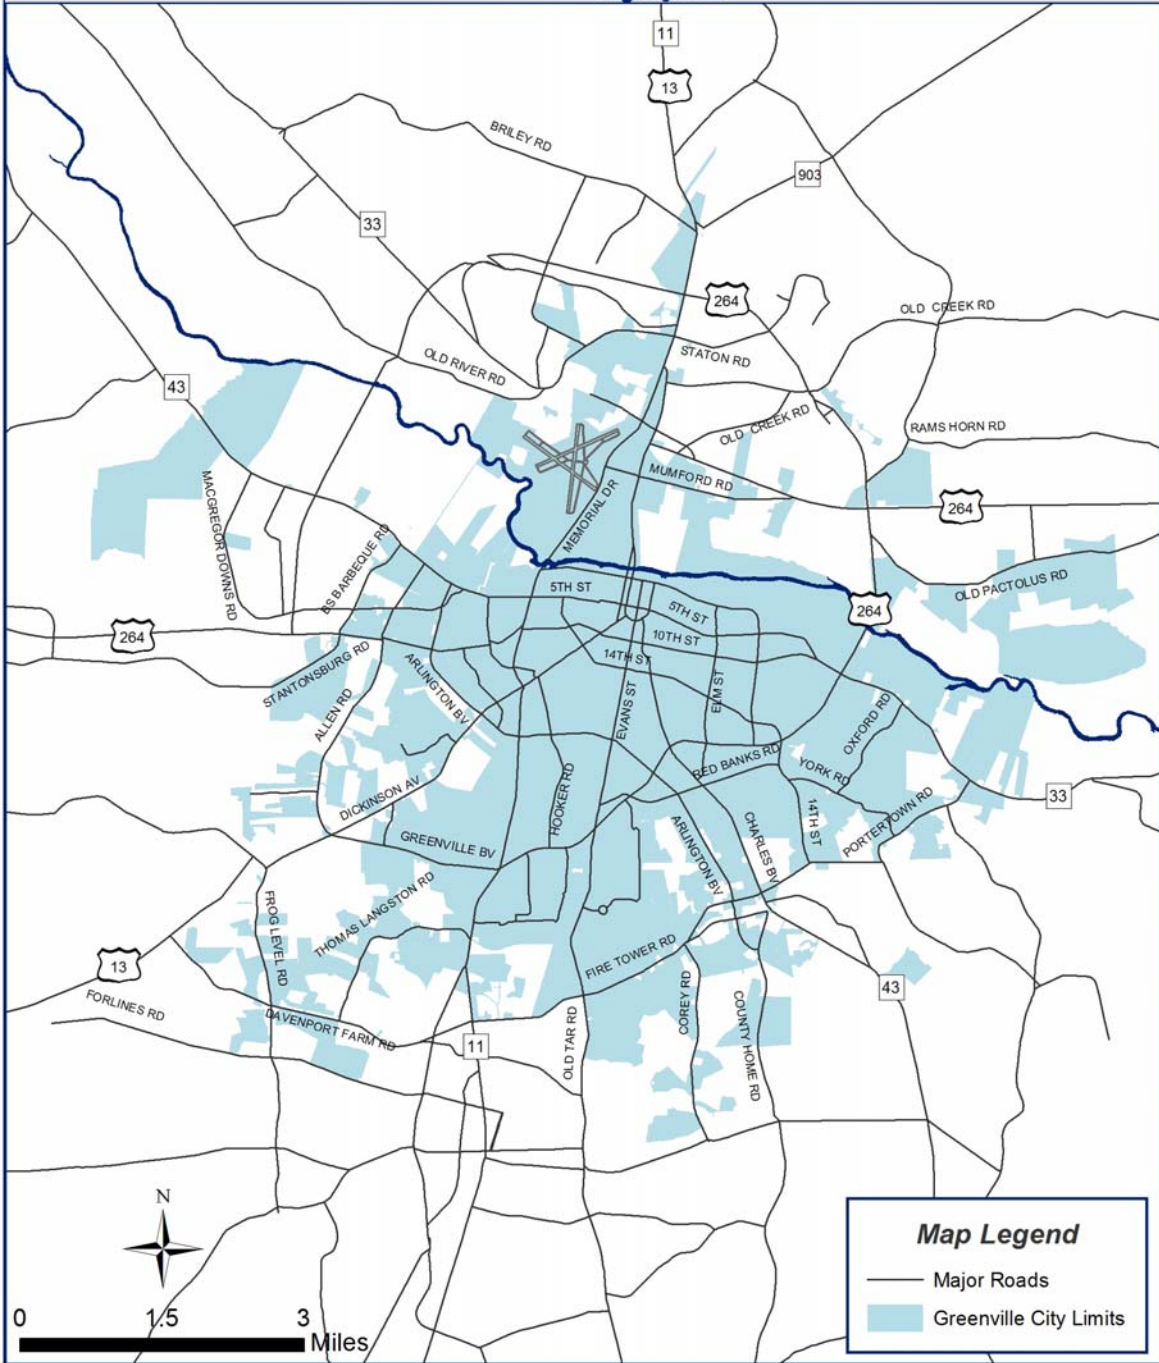 11
13
BRILEY RD
903
33
264
OLD CREEK RD
STATON RD
OLD RIVER RD
43
OLD CREEK RD
RAMS HORN RD
MUMFORD RD
MACGREGOR DOWNS RD
MEMORIAL DR
264
BS BARBEQUE RD
5TH ST
OLD PACTOLUS RD
264
5TH ST
264
10TH ST
14TH ST
STANTONSBURG RD
ARLINGTON BV
ELM ST
EVANS ST
ALLEN RD
OXFORD RD
RED BANKS RD
YORK RD
DICKINSON AV
HOOKER RD
33
14TH ST
PORTERTOWN RD
GREENVILLE BV
ARLINGTON BV
CHARLES BV
THOMAS LANGSTON RD
FROG LEVEL RD
FIRE TOWER RD
13
43
FORLINES RD
COREY RD
COUNTY HOME RD
DAVENPORT FARM RD
11
OLD TAR RD
N
0 1.5 3
Miles
Map Legend
Major Roads
Greenville City Limits